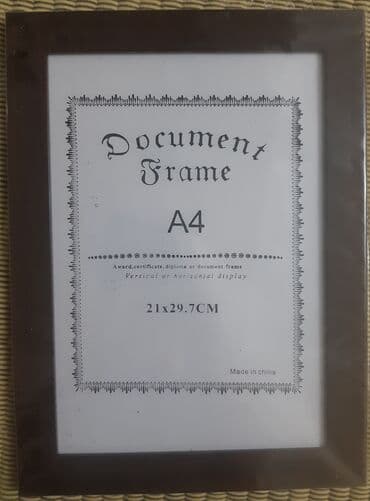 Document
Frame
A4
Award,certificate,diploma or document frame
Vertical or horizontal display
21x29.7CM
Made in china